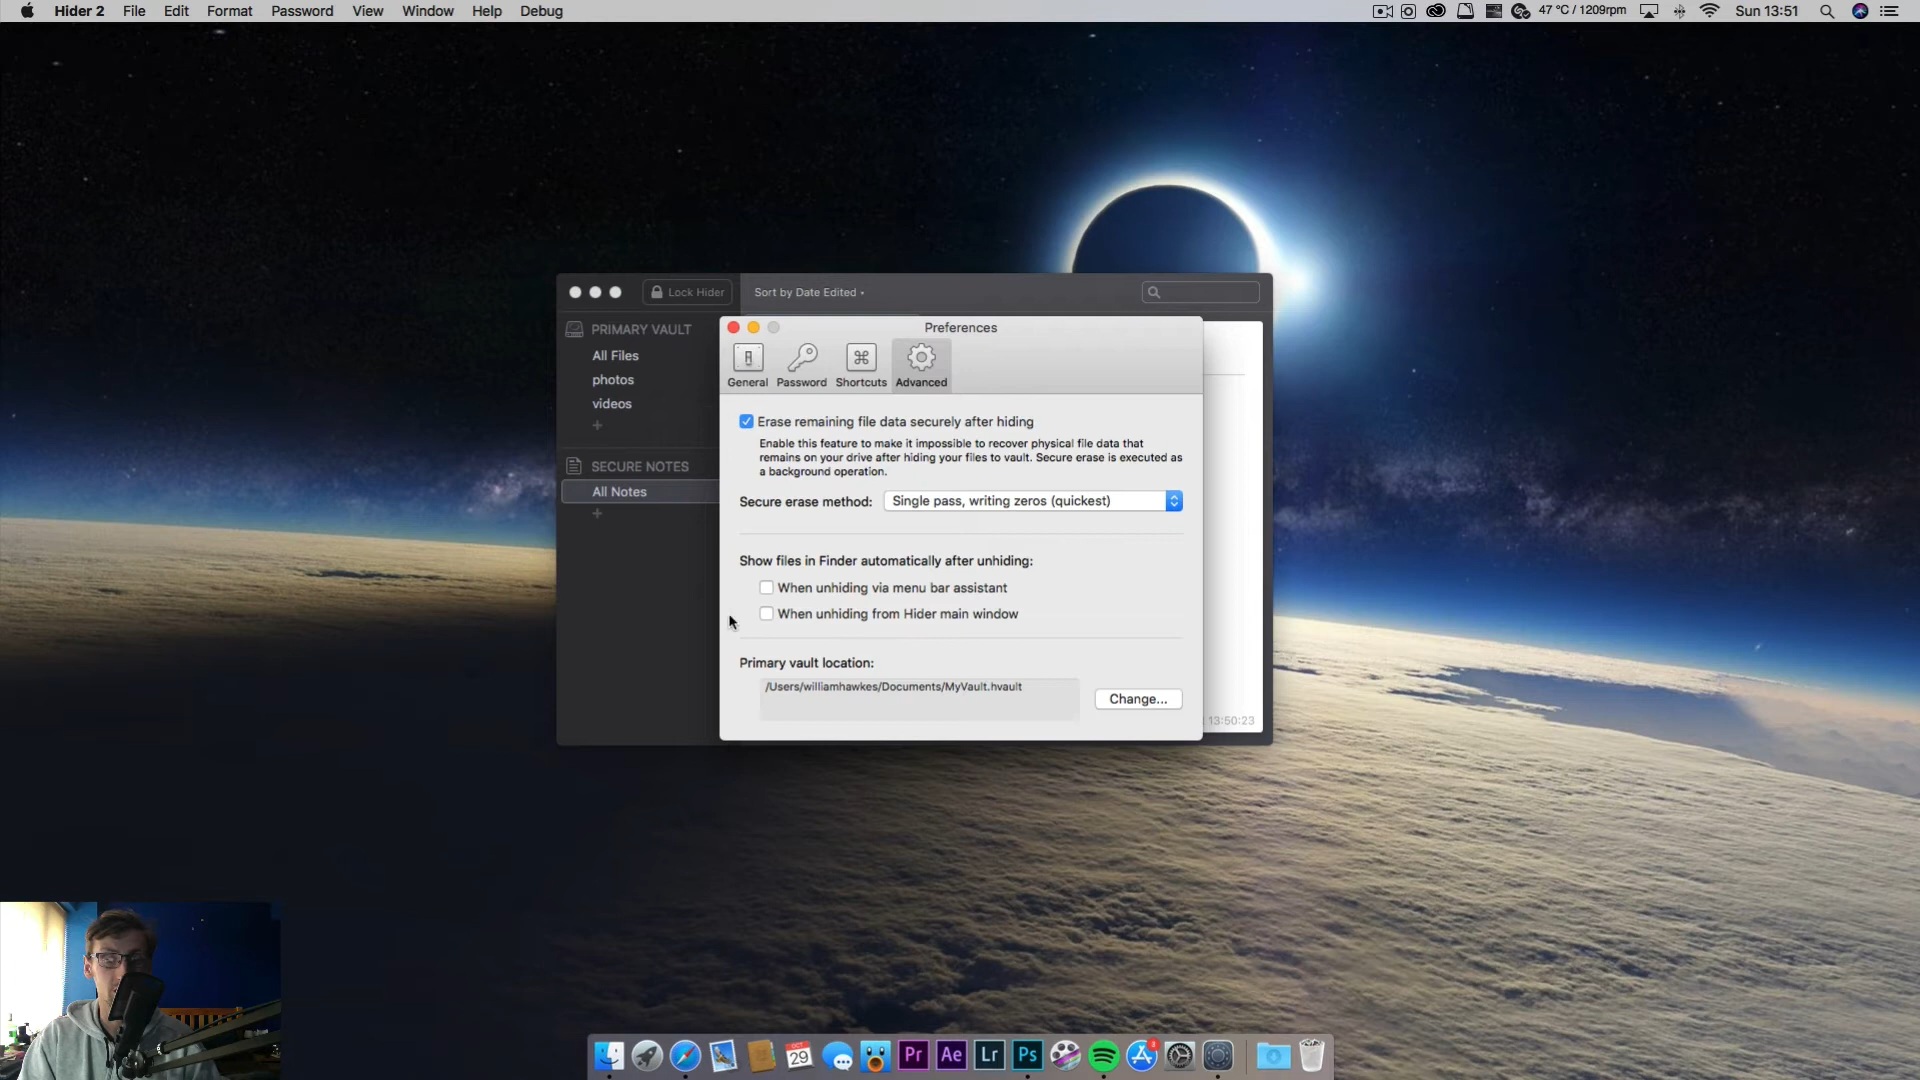 Hider 2 File Edit Format Password View Window Help Debug
47 °C / 1209rpm Sun 13:51
Lock Hider
Sort by Date Edited
PRIMARY VAULT
All Files
photos
videos
+
SECURE NOTES
All Notes
+
Preferences
General Password Shortcuts Advanced
Erase remaining file data securely after hiding
Enable this feature to make it impossible to recover physical file data that
remains on your drive after hiding your files to vault. Secure erase is executed as
a background operation.
Secure erase method: Single pass, writing zeros (quickest)
Show files in Finder automatically after unhiding:
When unhiding via menu bar assistant
When unhiding from Hider main window
Primary vault location:
/Users/williamhawkes/Documents/MyVault.hvault
Change...
13:50:23
OCT
29
Pr Ae Lr Ps
3